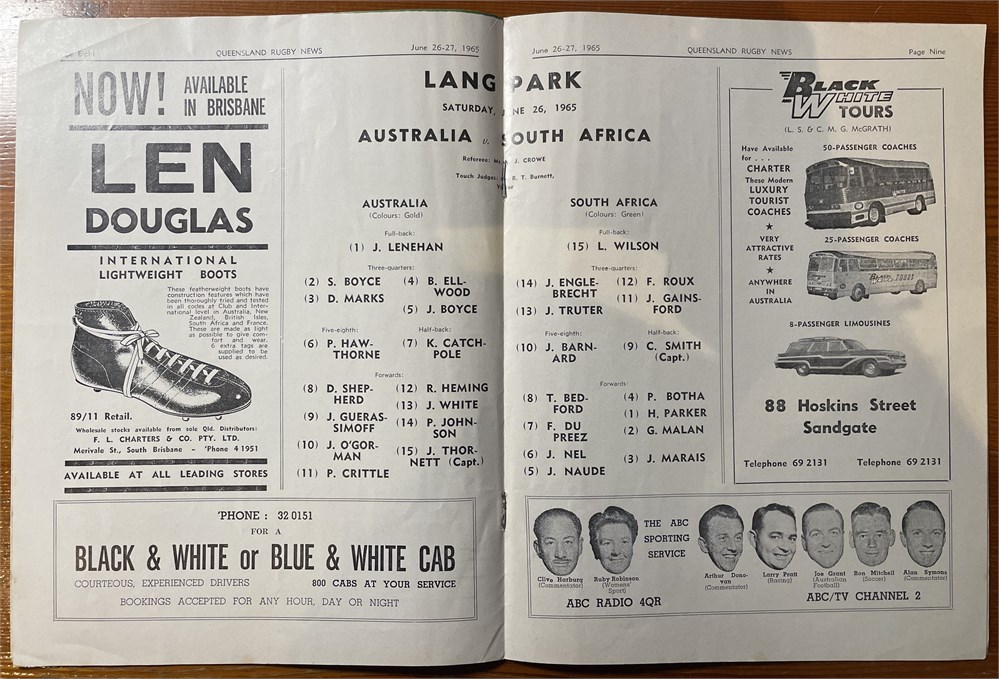 QUEENSLAND RUGBY NEWS
June 26-27, 1965
NOW!
AVAILABLE
IN BRISBANE
LEN
DOUGLAS
INTERNATIONAL
LIGHTWEIGHT BOOTS
These featherweight boots have
construction features which have
been thoroughly tried and tested
in all codes at Club and Inter-
national level in Australia, New
Zealand, British Isles,
South Africa and France.
These are made as light
as possible to give com-
fort and wear.
6 extra tags are
supplied to be
used as desired.
89/11 Retail.
Wholesale stocks available from sole Qld. Distributors:
F. L. CHARTERS & CO. PTY. LTD.
Merivale St., South Brisbane - 'Phone 4 1951
AVAILABLE AT ALL LEADING STORES
June 26-27, 1965
QUEENSLAND RUGBY NEWS
Page Nine
LANG PARK
SATURDAY, JUNE 26, 1965
AUSTRALIA v. SOUTH AFRICA
Referee: J. CROWE
Touch Judges: R. T. Burnett,
AUSTRALIA
(Colours: Gold)
Full-back:
(1) J. LENEHAN
Three-quarters:
(2) S. BOYCE
(3) D. MARKS
(4) B. ELL-
WOOD
(5) J. BOYCE
Five-eighth:
(6) P. HAW-
THORNE
Half-back:
(7) K. CATCH-
POLE
Forwards:
(8) D. SHEP-
HERD
(9) J. GUERAS-
SIMOFF
(10) J. O'GOR-
MAN
(11) P. CRITTLE
(12) R. HEMING
(13) J. WHITE
(14) P. JOHN-
SON
(15) J. THOR-
NETT (Capt.)
SOUTH AFRICA
(Colours: Green)
Full-back:
(15) L. WILSON
Three-quarters:
(14) J. ENGLE-
BRECHT
(13) J. TRUTER
(12) F. ROUX
(11) J. GAINS-
FORD
Five-eighth:
(10) J. BARN-
ARD
Half-back:
(9) C. SMITH
(Capt.)
Forwards:
(8) T. BED-
FORD
(7) F. DU
PREEZ
(6) J. NEL
(5) J. NAUDE
(4) P. BOTHA
(1) H. PARKER
(2) G. MALAN
(3) J. MARAIS
BLACK
WHITE
TOURS
(L. S. & C. M. G. McGRATH)
Have Available
for . . .
CHARTER
These Modern
LUXURY
TOURIST
COACHES
★
VERY
ATTRACTIVE
RATES
★
ANYWHERE
IN
AUSTRALIA
50-PASSENGER COACHES
25-PASSENGER COACHES
8-PASSENGER LIMOUSINES
88 Hoskins Street
Sandgate
Telephone 69 2131 Telephone 69 2131
'PHONE : 32 0151
FOR A
BLACK & WHITE or BLUE & WHITE CAB
COURTEOUS, EXPERIENCED DRIVERS 800 CABS AT YOUR SERVICE
BOOKINGS ACCEPTED FOR ANY HOUR, DAY OR NIGHT
Clive Harburg
(Commentator)
Ruby Robinson
(Womens
Sport)
THE ABC
SPORTING
SERVICE
Arthur Dono-
van
(Commentator)
Larry Pratt
(Racing)
Joe Grant
(Australian
Football)
Ron Mitchell
(Soccer)
Alan Symons
(Commentator)
ABC RADIO 4QR
ABC/TV CHANNEL 2